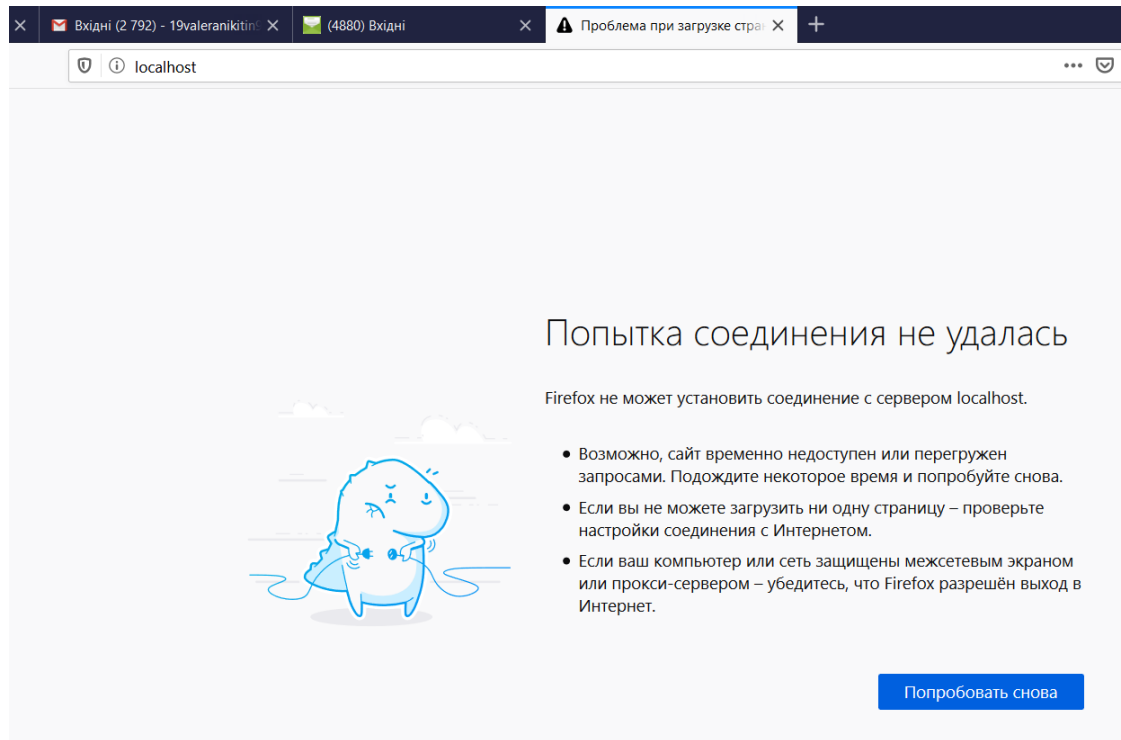 Вхідні (2 792) - 19valeranikitin
(4880) Вхідні
Проблема при загрузке стра
localhost
Попытка соединения не удалась
Firefox не может установить соединение с сервером localhost.
Возможно, сайт временно недоступен или перегружен
запросами. Подождите некоторое время и попробуйте снова.
Если вы не можете загрузить ни одну страницу – проверьте
настройки соединения с Интернетом.
Если ваш компьютер или сеть защищены межсетевым экраном
или прокси-сервером – убедитесь, что Firefox разрешён выход в
Интернет.
Попробовать снова